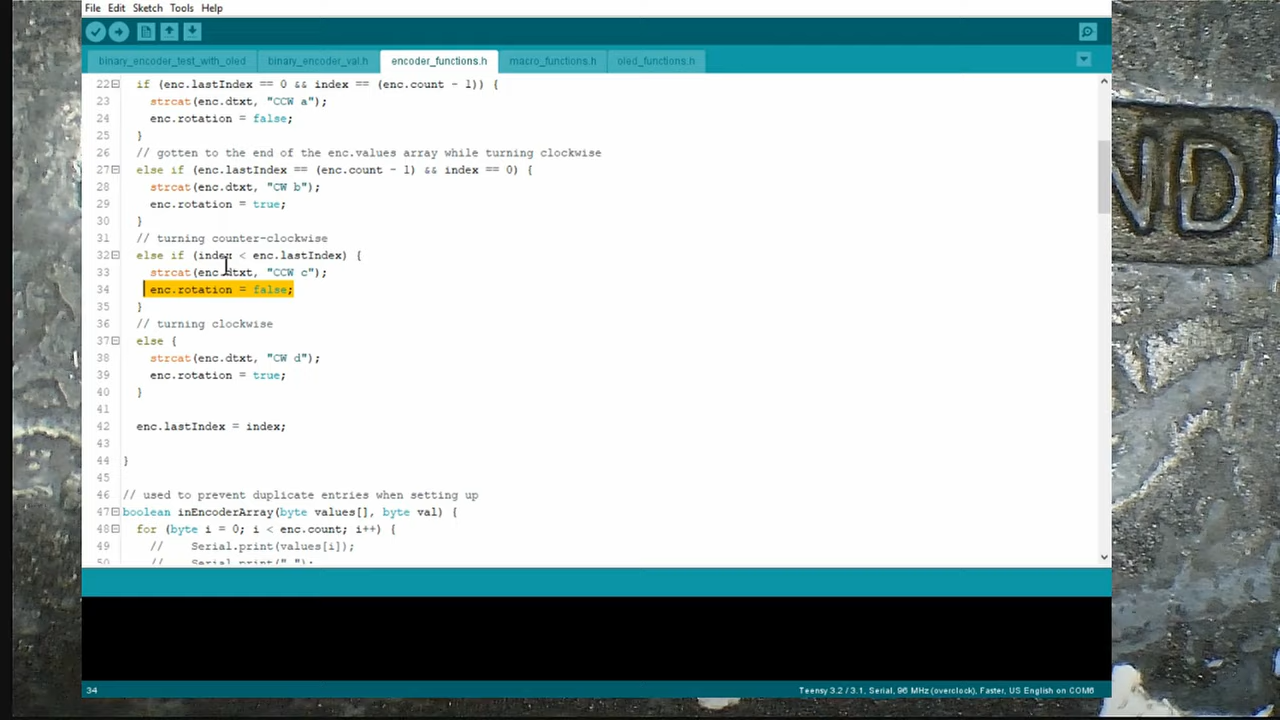 File Edit Sketch Tools Help
binary_encoder_test_with_oled binary_encoder_val.h encoder_functions.h macro_functions.h oled_functions.h
22 if (enc.lastIndex == 0 && index == (enc.count - 1)) {
23 strcat(enc.dtxt, "CCW a");
24 enc.rotation = false;
25 }
26 // gotten to the end of the enc.values array while turning clockwise
27 else if (enc.lastIndex == (enc.count - 1) && index == 0) {
28 strcat(enc.dtxt, "CW b");
29 enc.rotation = true;
30 }
31 // turning counter-clockwise
32 else if (index < enc.lastIndex) {
33 strcat(enc.dtxt, "CCW c");
34 enc.rotation = false;
35 }
36 // turning clockwise
37 else {
38 strcat(enc.dtxt, "CW d");
39 enc.rotation = true;
40 }
41
42 enc.lastIndex = index;
43
44 }
45
46 // used to prevent duplicate entries when setting up
47 boolean inEncoderArray(byte values[], byte val) {
48 for (byte i = 0; i < enc.count; i++) {
49 // Serial.print(values[i]);
50 // Serial.print(" ");
34 Teensy 3.2 / 3.1, Serial, 96 MHz (overclock), Faster, US English on COM6
ND